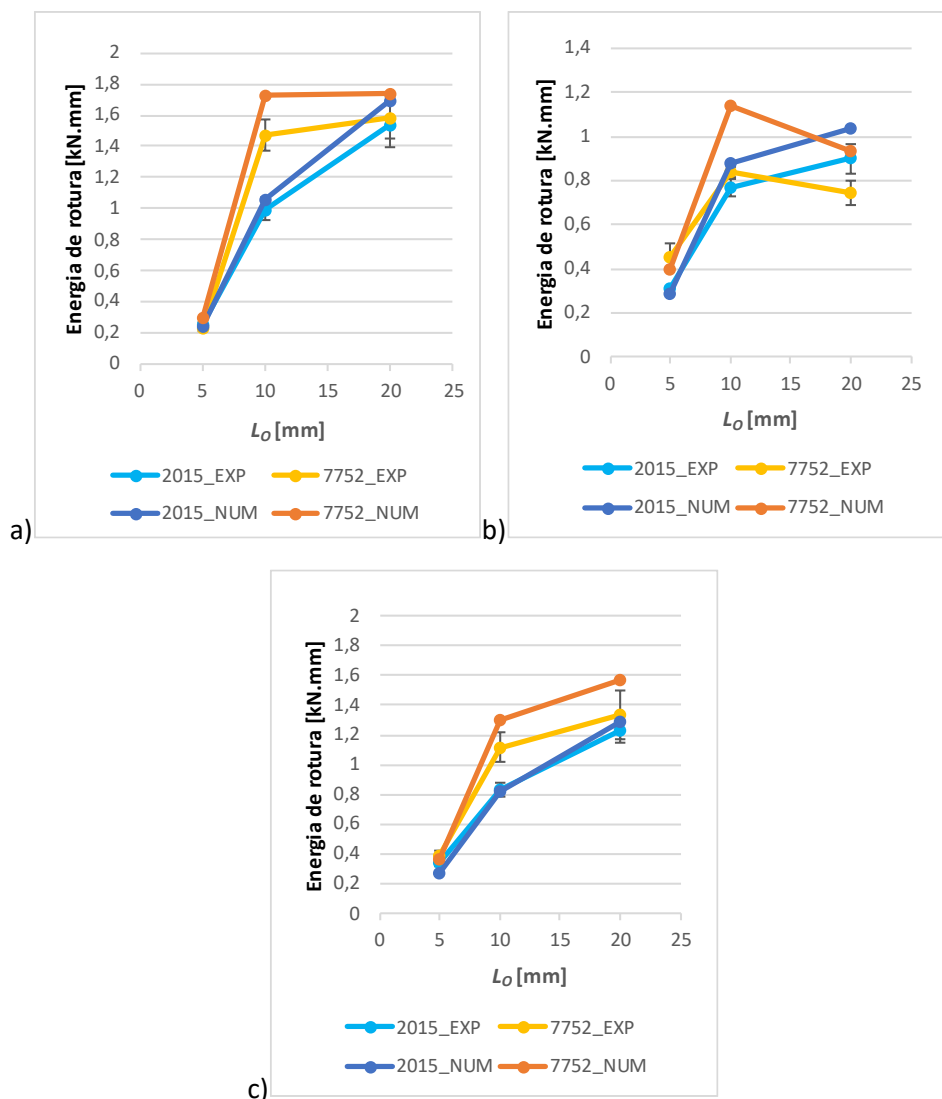 Energia de rotura [kN.mm]
2
1,8
1,6
1,4
1,2
1
0,8
0,6
0,4
0,2
0
0 5 10 15 20 25
L_O [mm]
2015_EXP 7752_EXP
2015_NUM 7752_NUM
a)
Energia de rotura [kN.mm]
1,4
1,2
1
0,8
0,6
0,4
0,2
0
0 5 10 15 20 25
L_O [mm]
2015_EXP 7752_EXP
2015_NUM 7752_NUM
b)
Energia de rotura [kN.mm]
2
1,8
1,6
1,4
1,2
1
0,8
0,6
0,4
0,2
0
0 5 10 15 20 25
L_O [mm]
2015_EXP 7752_EXP
2015_NUM 7752_NUM
c)